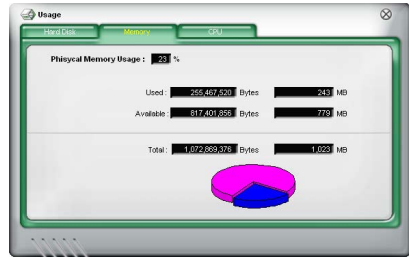 Usage
Hard Disk Memory CPU
Phisycal Memory Usage : 23 %
Used : 255,467,520 Bytes 243 MB
Available : 817,401,856 Bytes 779 MB
Total : 1,072,869,376 Bytes 1,023 MB